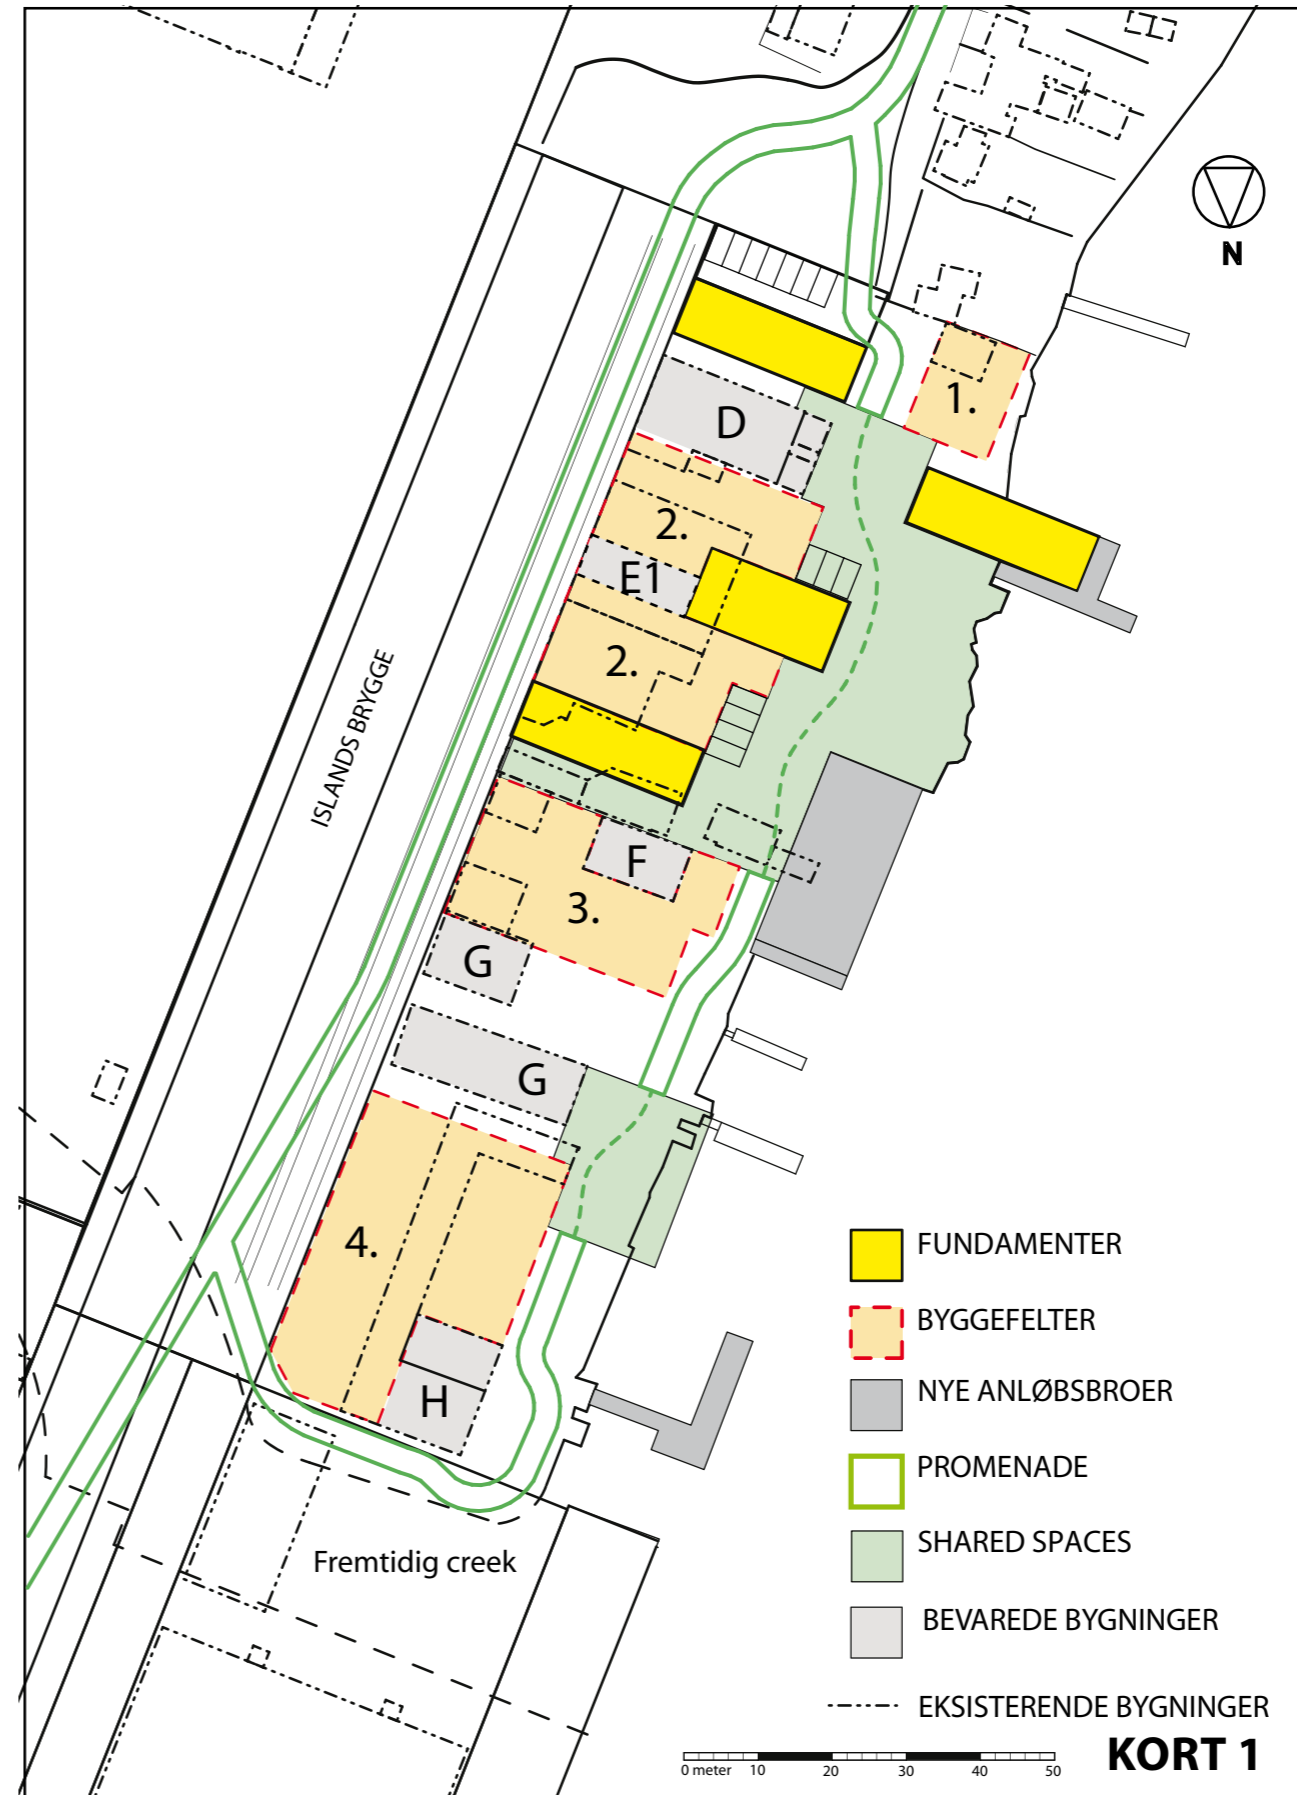 N
1.
D
2.
E1
2.
ISLANDS BRYGGE
F
3.
G
G
4.
H
Fremtidig creek
FUNDAMENTER
BYGGEFELTER
NYE ANLØBSBROER
PROMENADE
SHARED SPACES
BEVAREDE BYGNINGER
EKSISTERENDE BYGNINGER
KORT 1
0 meter 10 20 30 40 50